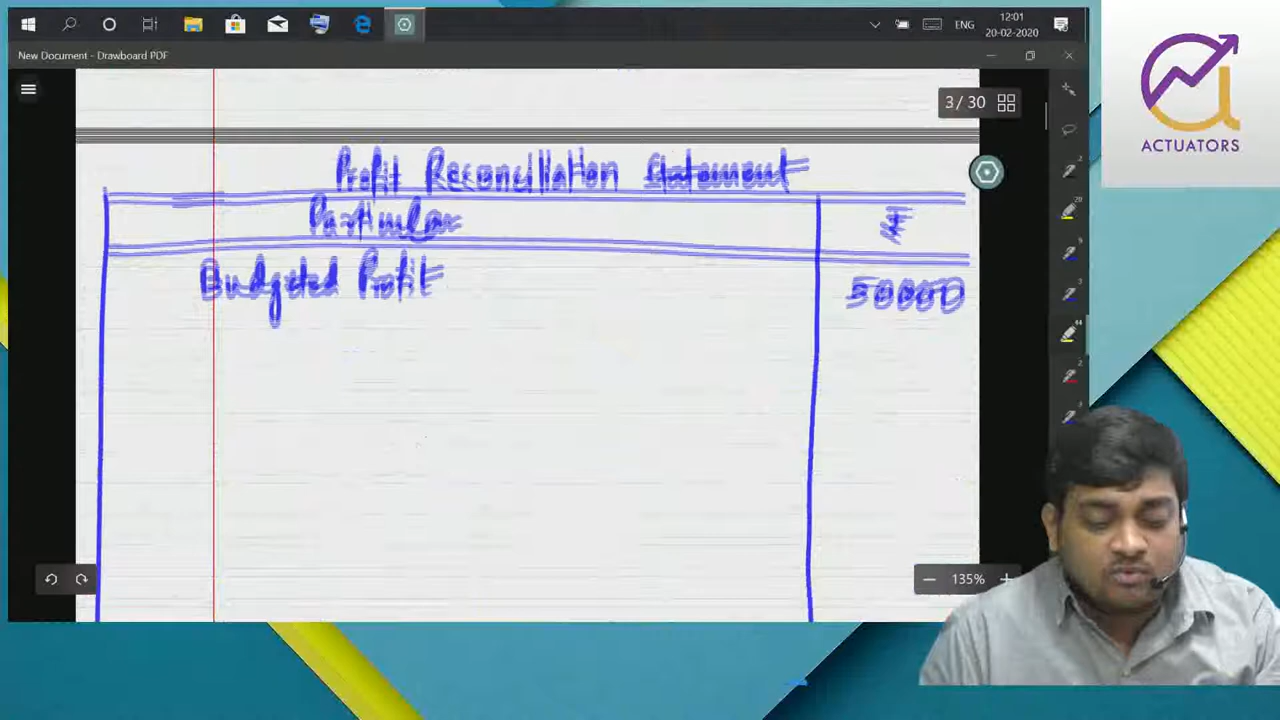 12:01
ENG
20-02-2020
New Document - Drawboard PDF
3 / 30
ACTUATORS
Profit Reconciliation Statement
Particular
Budgeted Profit
50000
135%